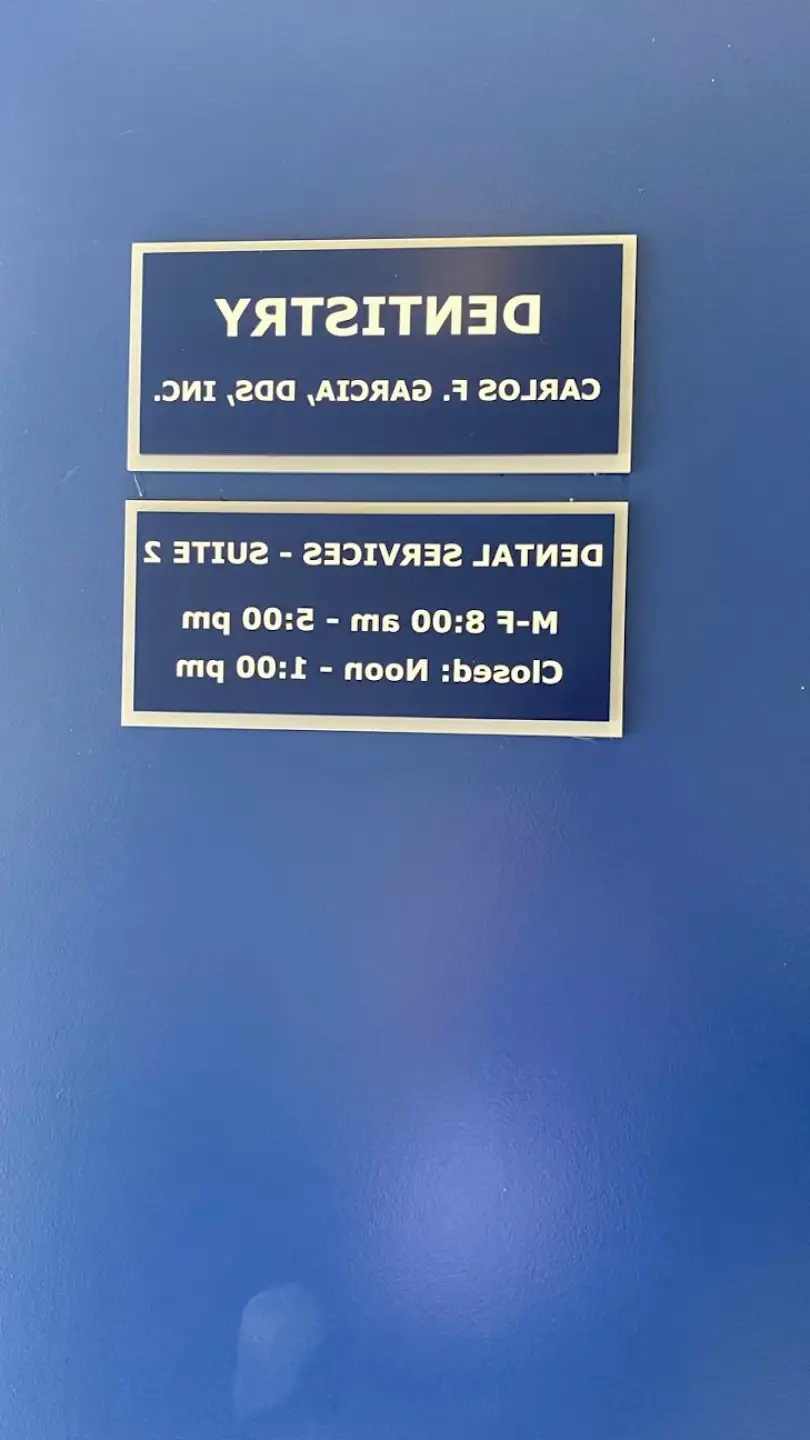 DENTISTRY
CARLOS F. GARCIA, DDS, INC.
DENTAL SERVICES - SUITE 2
M-F 8:00 am - 5:00 pm
Closed: Noon - 1:00 pm